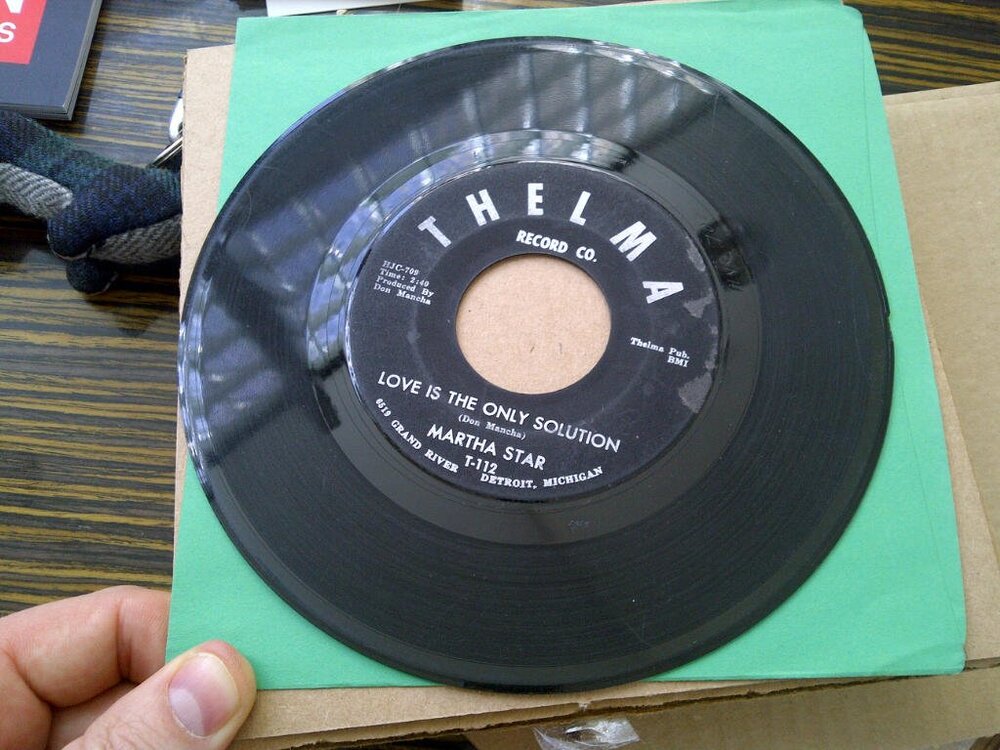 N
S
THELMA
RECORD CO.
HJC-709
Time: 2:40
Produced By
Don Mancha
Thelma Pub.
BMI
LOVE IS THE ONLY SOLUTION
(Don Mancha)
MARTHA STAR
T-112
6519 GRAND RIVER DETROIT, MICHIGAN